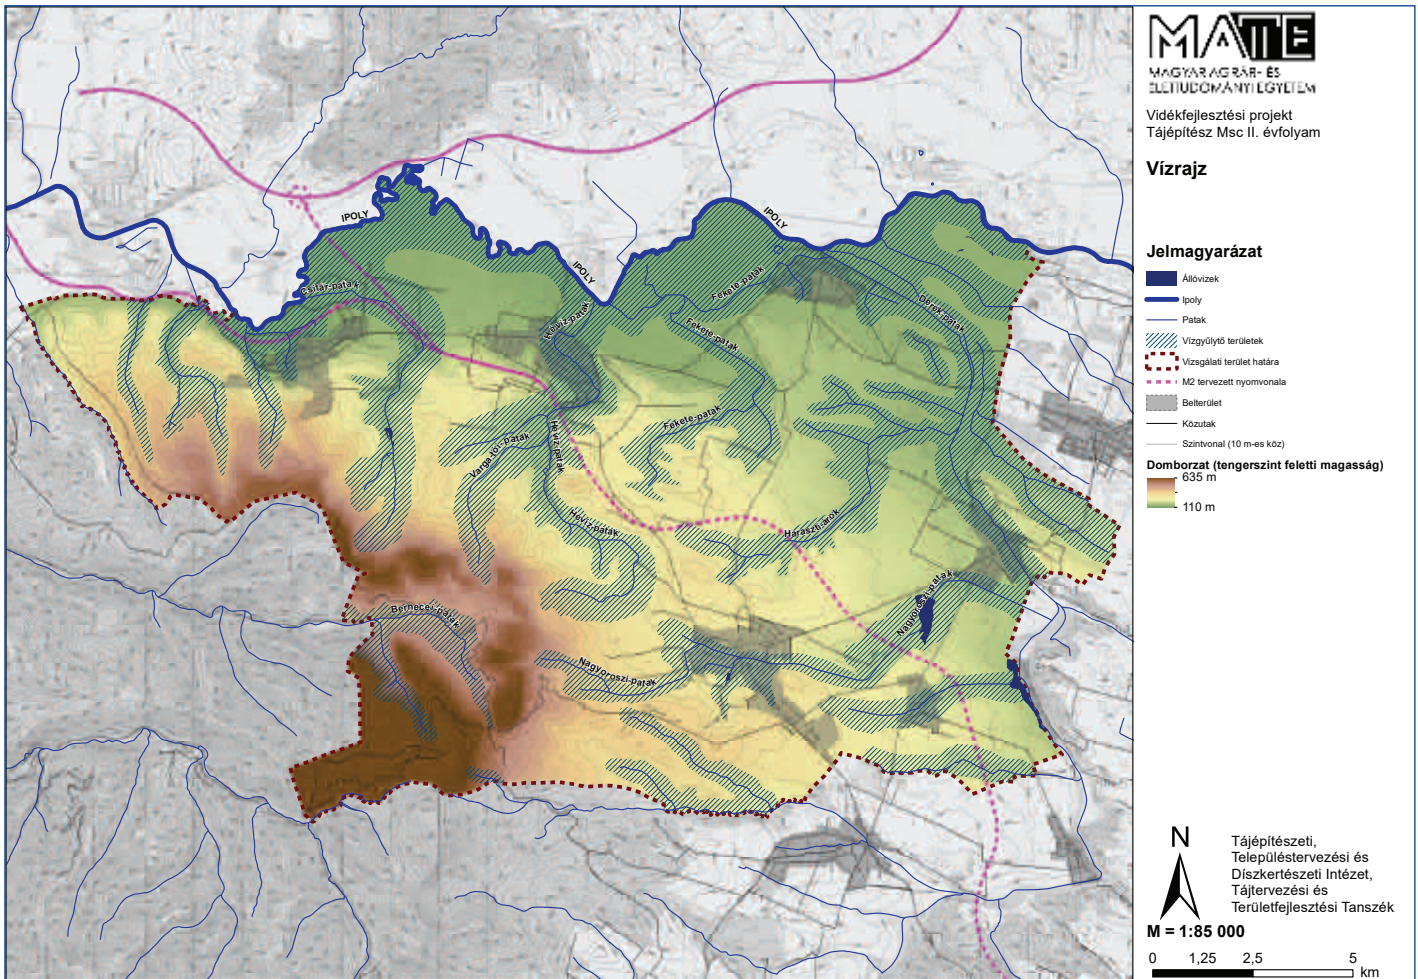 MATE
MAGYAR AGRÁR- ÉS
ÉLETTUDOMÁNYI EGYETEM
Vidékfejlesztési projekt
Tájépítész Msc II. évfolyam
Vízrajz
Jelmagyarázat
Állóvizek
Ipoly
Patak
Vízgyűlytő területek
Vizsgálati terület határa
M2 tervezett nyomvonala
Belterület
Közutak
Szintvonal (10 m-es köz)
Domborzat (tengerszint feletti magasság)
635 m
110 m
IPOLY
IPOLY
IPOLY
Csitár-patak
Hévíz-patak
Fekete-patak
Fekete-patak
Derék-patak
Fekete-patak
Varga-tói-patak
Hévíz-patak
Hévíz-patak
Haraszti-árok
Bernecei-patak
Nagyoroszi-patak
Nagyoroszi-patak
N
Tájépítészeti,
Településtervezési és
Díszkertészeti Intézet,
Tájtervezési és
Területfejlesztési Tanszék
M = 1:85 000
0 1,25 2,5 5
km